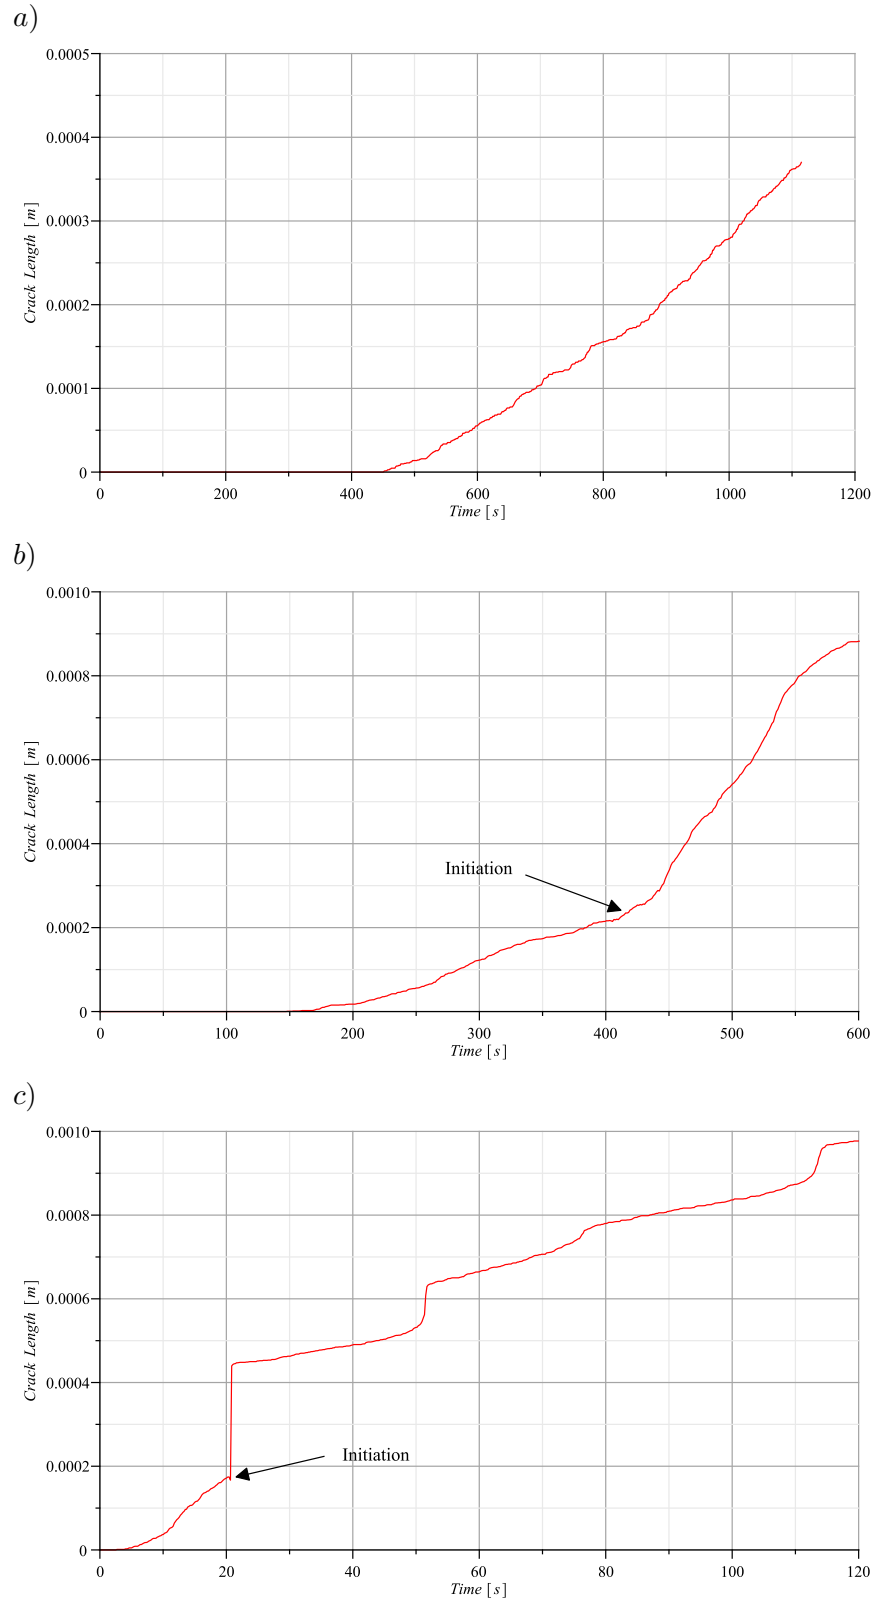 a)
0.0005
0.0004
0.0003
0.0002
0.0001
0
Crack Length [m]
0 200 400 600 800 1000 1200
Time [s]
b)
0.0010
0.0008
0.0006
0.0004
0.0002
0
Crack Length [m]
Initiation
0 100 200 300 400 500 600
Time [s]
c)
0.0010
0.0008
0.0006
0.0004
0.0002
0
Crack Length [m]
Initiation
0 20 40 60 80 100 120
Time [s]